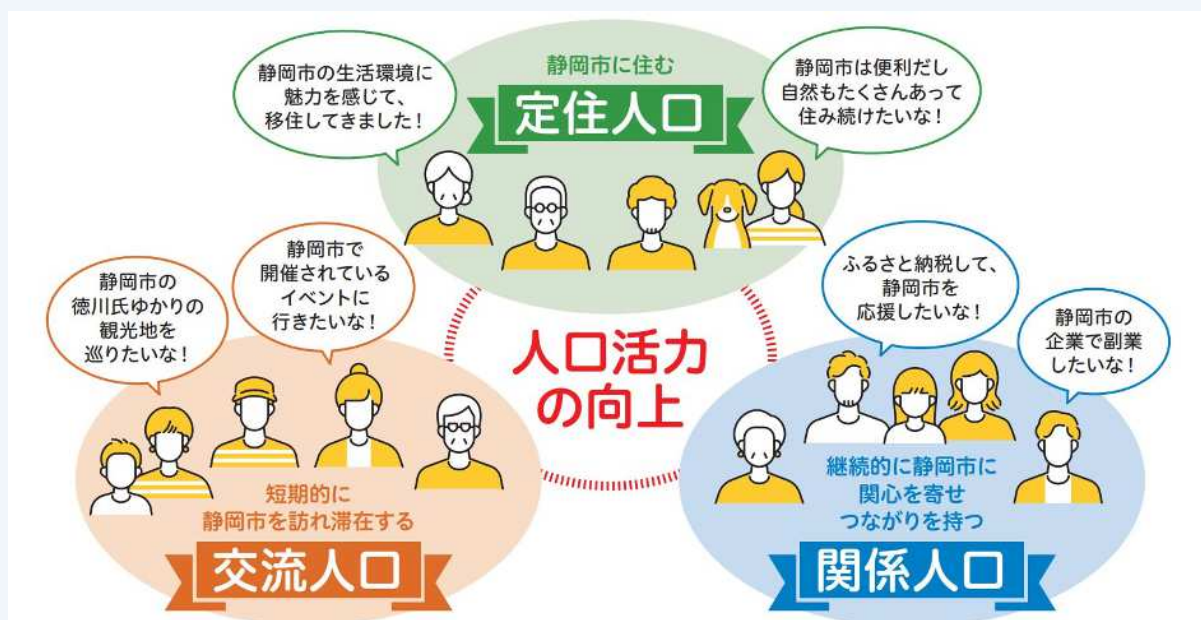 静岡市の生活環境に
魅力を感じて、
移住してきました！
静岡市に住む
定住人口
静岡市は便利だし
自然もたくさんあって
住み続けたいな！
静岡市の
徳川氏ゆかりの
観光地を
巡りたいな！
静岡市で
開催されている
イベントに
行きたいな！
ふるさと納税して、
静岡市を
応援したいな！
静岡市の
企業で副業
したいな！
人口活力
の向上
短期的に
静岡市を訪れ滞在する
交流人口
継続的に静岡市に
関心を寄せ
つながりを持つ
関係人口